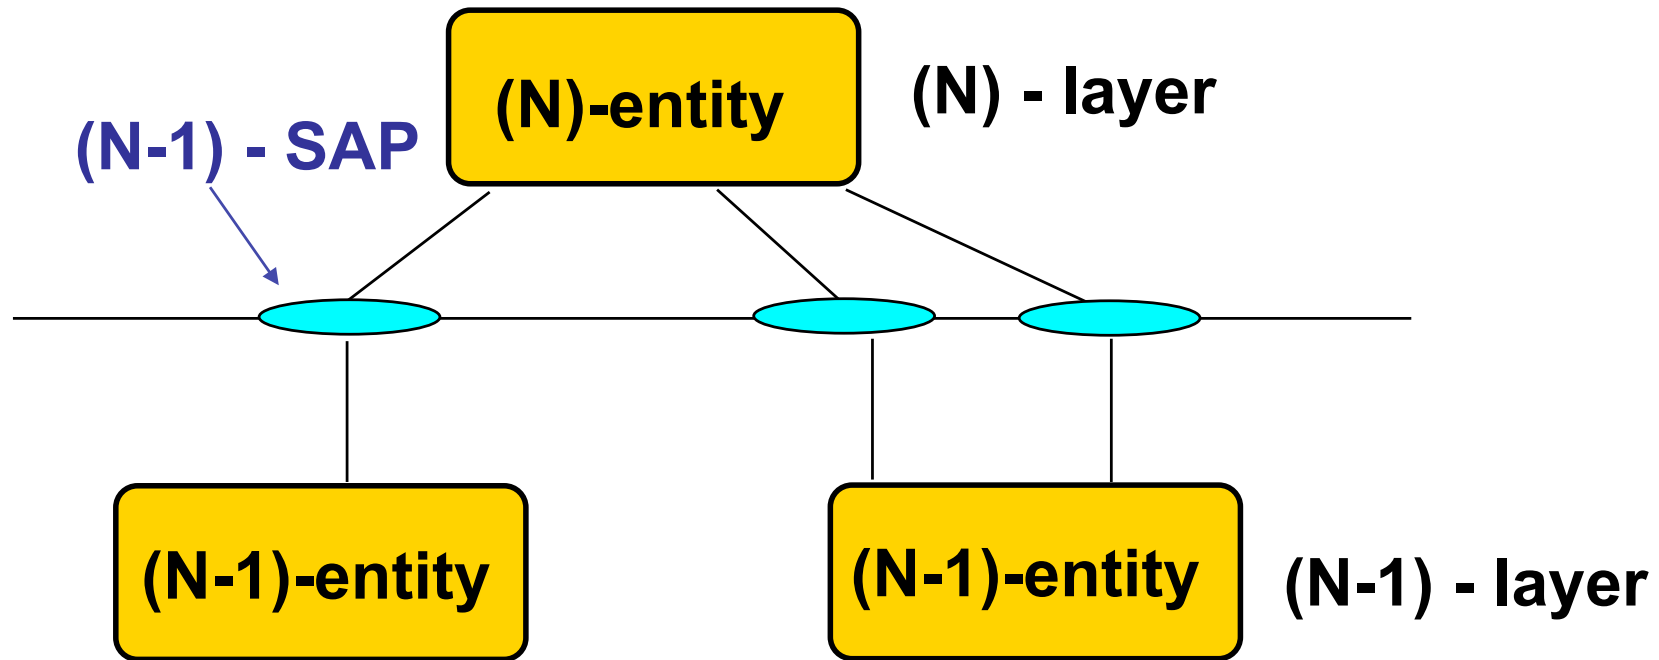 (N)-entity
(N) - layer
(N-1) - SAP
(N-1)-entity
(N-1)-entity
(N-1) - layer